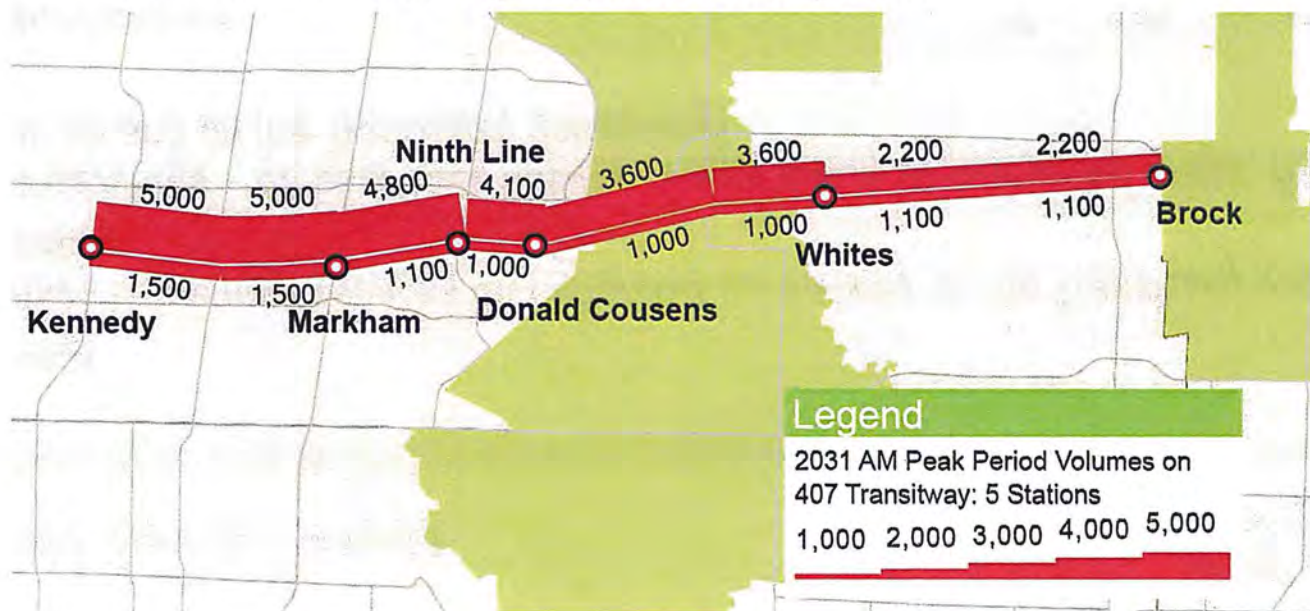 Ninth Line
5,000 5,000 4,800 4,100 3,600 3,600 2,200 2,200
1,500 1,500 1,100 1,000 1,000 1,000 1,100 1,100
Kennedy Markham Donald Cousens Whites Brock
Legend
2031 AM Peak Period Volumes on
407 Transitway: 5 Stations
1,000 2,000 3,000 4,000 5,000